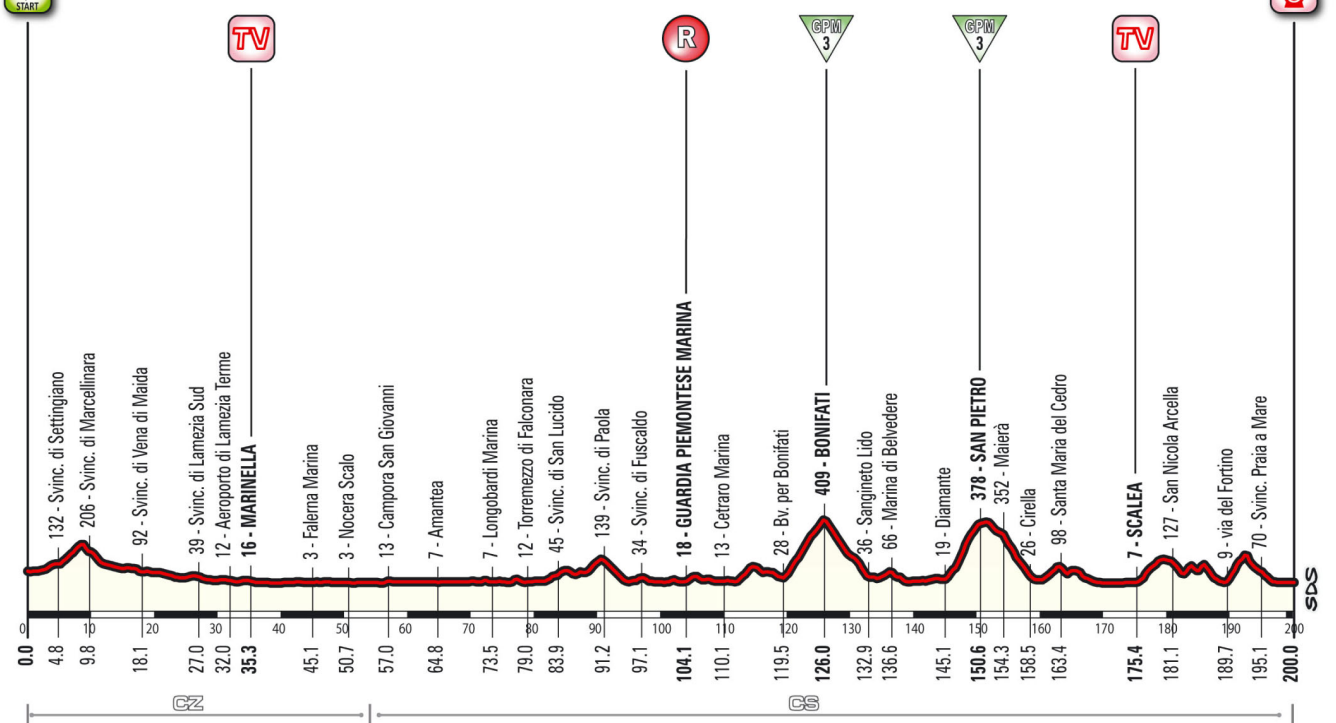 START
TV
R
GPM
3
GPM
3
TV
132 - Svinc. di Settingiano
206 - Svinc. di Marcellinara
92 - Svinc. di Vena di Maida
39 - Svinc. di Lamezia Sud
12 - Aeroporto di Lamezia Terme
16 - MARINELLA
3 - Falerna Marina
3 - Nocera Scalo
13 - Campora San Giovanni
7 - Amantea
7 - Longobardi Marina
12 - Torremezzo di Falconara
45 - Svinc. di San Lucido
139 - Svinc. di Paola
34 - Svinc. di Fuscaldo
18 - GUARDIA PIEMONTESE MARINA
13 - Cetraro Marina
28 - Bv. per Bonifati
409 - BONIFATI
36 - Sangineto Lido
66 - Marina di Belvedere
19 - Diamante
378 - SAN PIETRO
352 - Maierà
26 - Cirella
98 - Santa Maria del Cedro
7 - SCALEA
127 - San Nicola Arcella
9 - via del Fortino
70 - Svinc. Praia a Mare
SDS
0 10 20 30 40 50 60 70 80 90 100 110 120 130 140 150 160 170 180 190 200
0.0 4.8 9.8 18.1 27.0 32.0 35.3 45.1 50.7 57.0 64.8 73.5 79.0 83.9 91.2 97.1 104.1 110.1 119.5 126.0 132.9 136.6 145.1 150.6 154.3 158.5 163.4 175.4 181.1 189.7 195.1 200.0
CZ CS